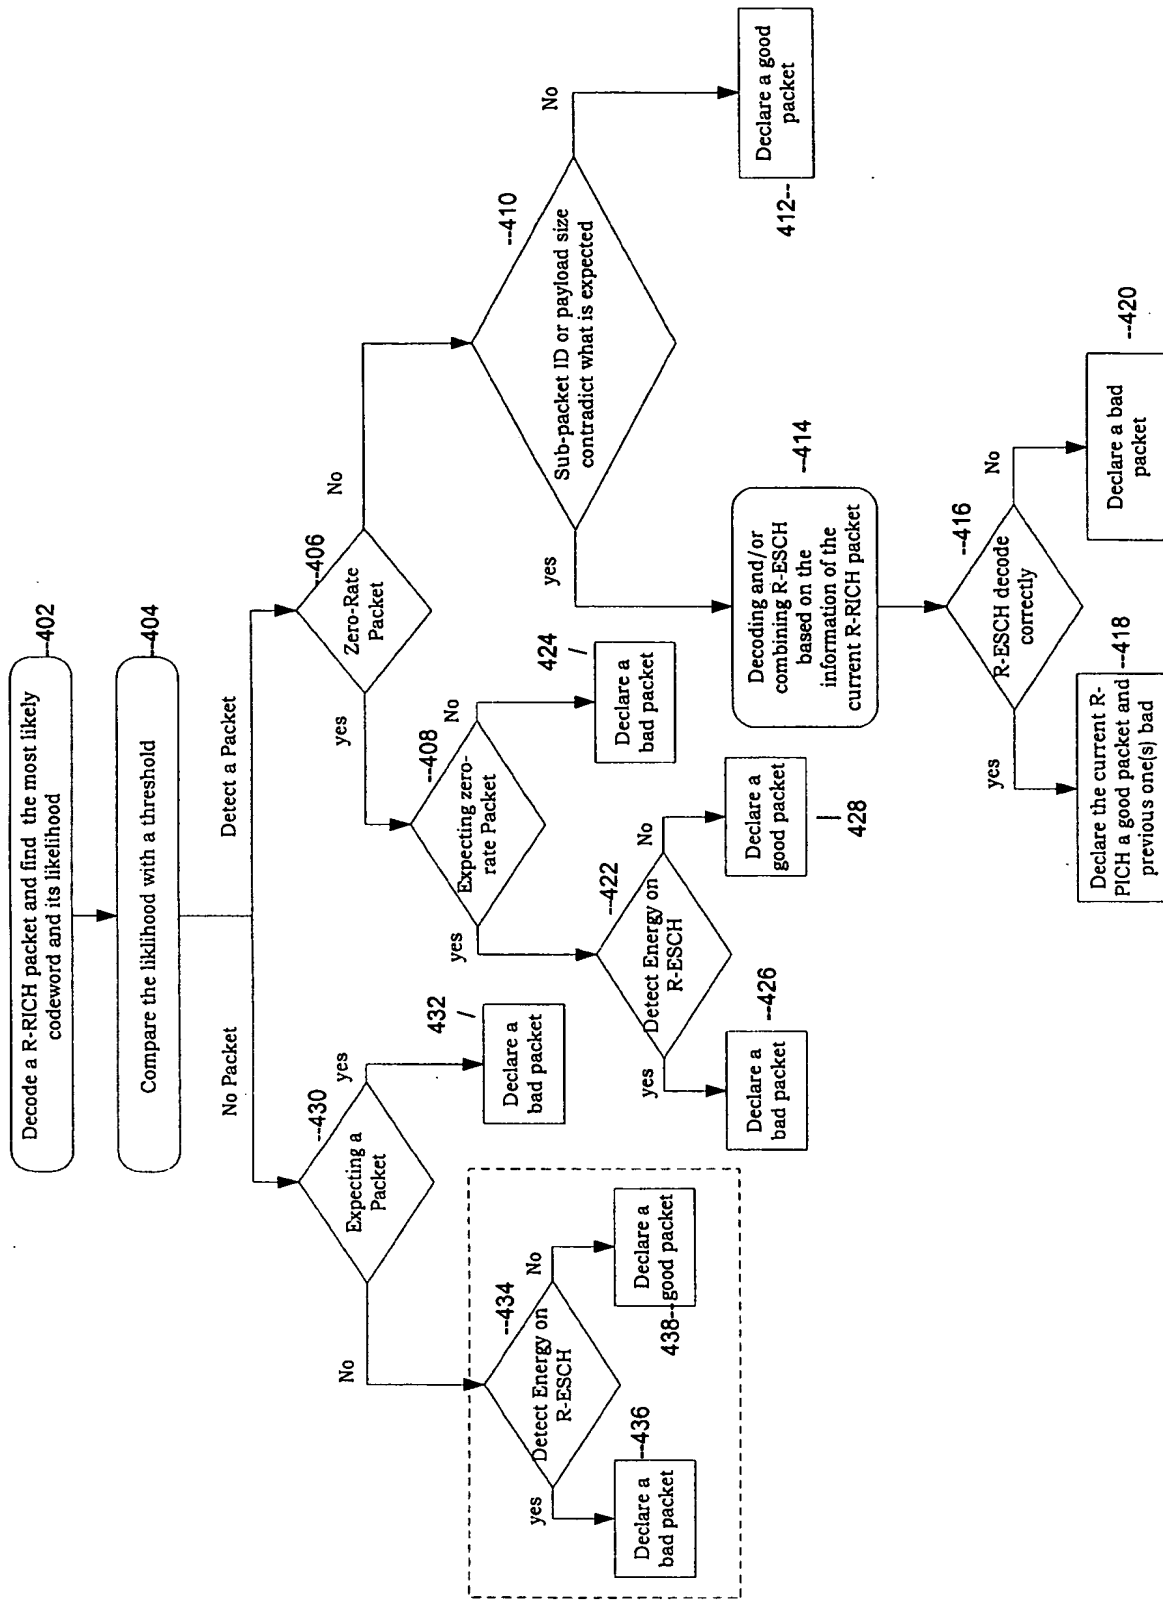 Decode a R-RICH packet and find the most likely
codeword and its likelihood
--402
Compare the liklihood with a threshold
--404
No Packet
Detect a Packet
Expecting a
Packet
--430
yes
No
Declare a
bad packet
432
Detect Energy on
R-ESCH
--434
yes
No
Declare a
bad packet
--436
Declare a
good packet
438--
Zero-Rate
Packet
--406
yes
No
Expecting zero-
rate Packet
--408
yes
No
Declare a
bad packet
424
Detect Energy on
R-ESCH
--422
yes
No
Declare a
bad packet
--426
Declare a
good packet
428
Sub-packet ID or payload size
contradict what is expected
--410
yes
No
Declare a good
packet
412--
Decoding and/or
combining R-ESCH
based on the
information of the
current R-RICH packet
--414
R-ESCH decode
correctly
--416
yes
No
Declare the current R-
PICH a good packet and
previous one(s) bad
--418
Declare a bad
packet
--420